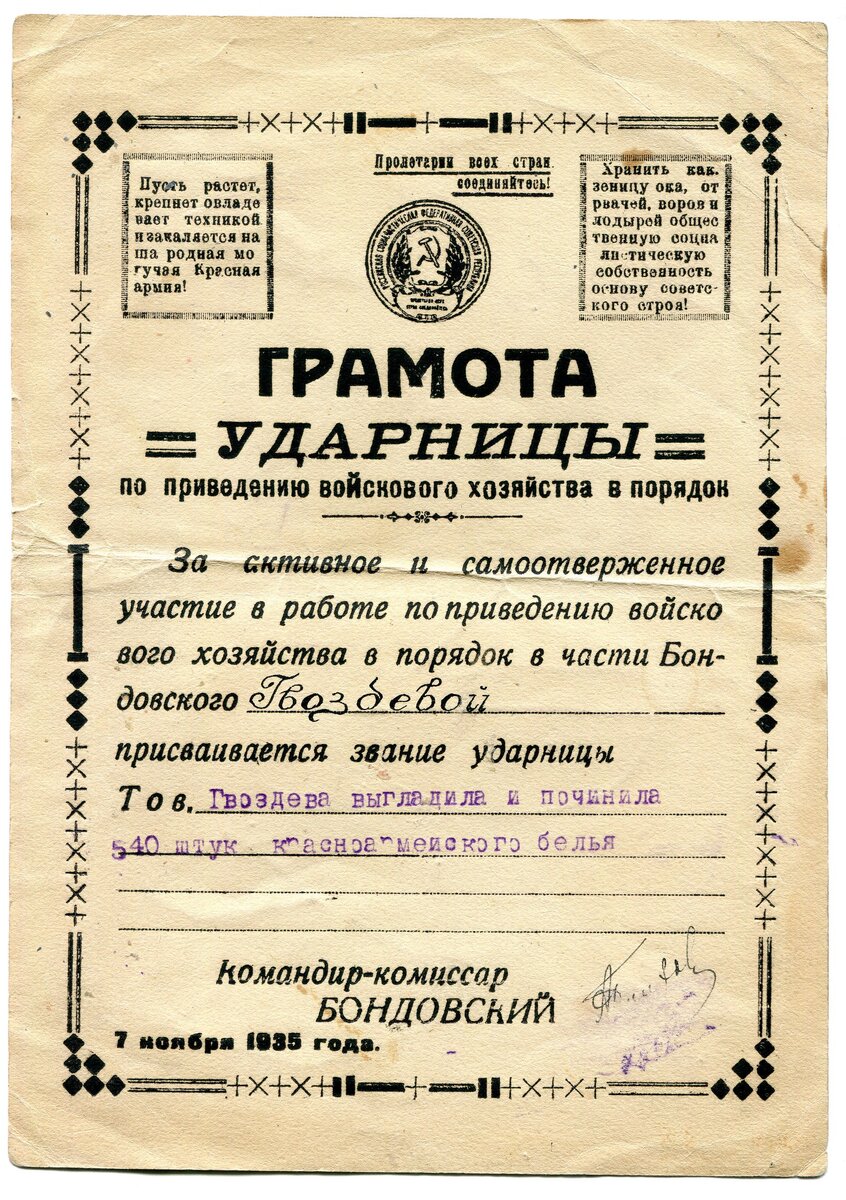 Пролетарии всех стран,
соединяйтесь!
Пусть растет,
крепнет овладе
вает техникой
и закаляется на
ша родная мо
гучая Красная
армия!
Хранить как
зеницу ока, от
рвачей, воров и
лодырей общес
твенную социа
листическую
собственность
основу советс-
кого строя!
ГРАМОТА
УДАРНИЦЫ
по приведению войскового хозяйства в порядок
За активное и самоотверженное
участие в работе по приведению войско
вого хозяйства в порядок в части Бон-
довского Гвоздевой
присваивается звание ударницы
Тов. Гвоздева выгладила и починила
540 штук красноармейского белья
Командир-комиссар
БОНДОВСКИЙ
7 ноября 1935 года.